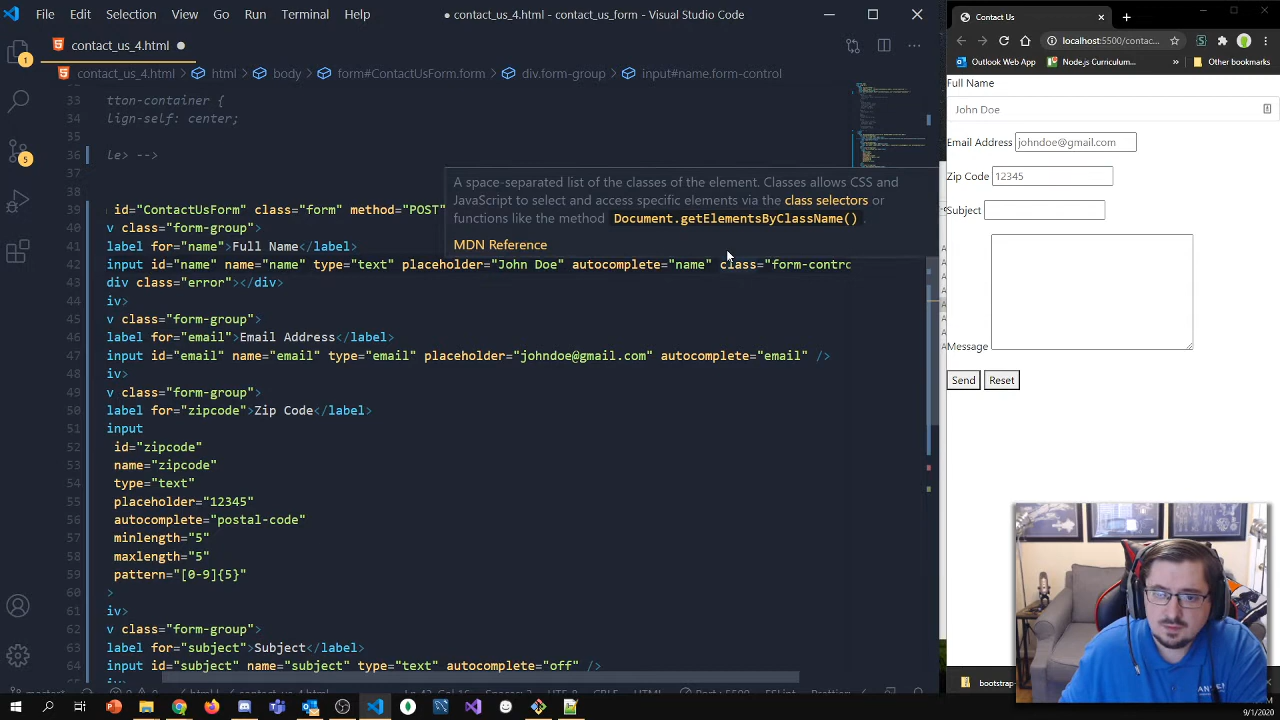 File Edit Selection View Go Run Terminal Help
● contact_us_4.html - contact_us_form - Visual Studio Code
contact_us_4.html ●
contact_us_4.html > html > body > form#ContactUsForm.form > div.form-group > input#name.form-control
33 tton-container {
34 lign-self: center;
35
36 le> -->
37
38
39 id="ContactUsForm" class="form" method="POST"
40 v class="form-group">
41 label for="name">Full Name</label>
42 input id="name" name="name" type="text" placeholder="John Doe" autocomplete="name" class="form-contro
43 div class="error"></div>
44 iv>
45 v class="form-group">
46 label for="email">Email Address</label>
47 input id="email" name="email" type="email" placeholder="johndoe@gmail.com" autocomplete="email" />
48 iv>
49 v class="form-group">
50 label for="zipcode">Zip Code</label>
51 input
52 id="zipcode"
53 name="zipcode"
54 type="text"
55 placeholder="12345"
56 autocomplete="postal-code"
57 minlength="5"
58 maxlength="5"
59 pattern="[0-9]{5}"
60 >
61 iv>
62 v class="form-group">
63 label for="subject">Subject</label>
64 input id="subject" name="subject" type="text" autocomplete="off" />
A space-separated list of the classes of the element. Classes allows CSS and
JavaScript to select and access specific elements via the class selectors or
functions like the method Document.getElementsByClassName() .
MDN Reference
1
5
Contact Us
localhost:5500/contac...
Outlook Web App Node.js Curriculum... » Other bookmarks
Full Name
John Doe
Email Address johndoe@gmail.com
Zip Code 12345
Subject
Message
Send Reset
bootstrap-
9/1/2020